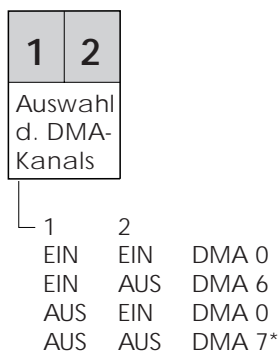 1 2
Auswahl
d. DMA-
Kanals
1 2
EIN EIN DMA 0
EIN AUS DMA 6
AUS EIN DMA 0
AUS AUS DMA 7*